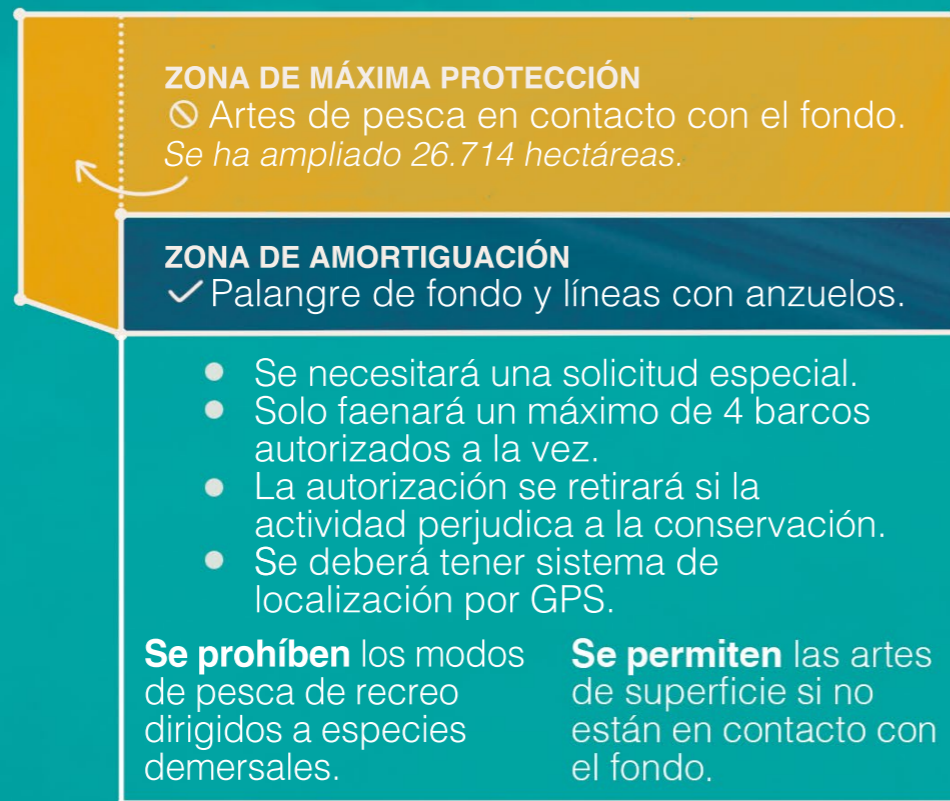 ZONA DE MÁXIMA PROTECCIÓN
Artes de pesca en contacto con el fondo.
Se ha ampliado 26.714 hectáreas.
ZONA DE AMORTIGUACIÓN
Palangre de fondo y líneas con anzuelos.
Se necesitará una solicitud especial.
Solo faenará un máximo de 4 barcos
autorizados a la vez.
La autorización se retirará si la
actividad perjudica a la conservación.
Se deberá tener sistema de
localización por GPS.
Se prohíben los modos
de pesca de recreo
dirigidos a especies
demersales.
Se permiten las artes
de superficie si no
están en contacto con
el fondo.